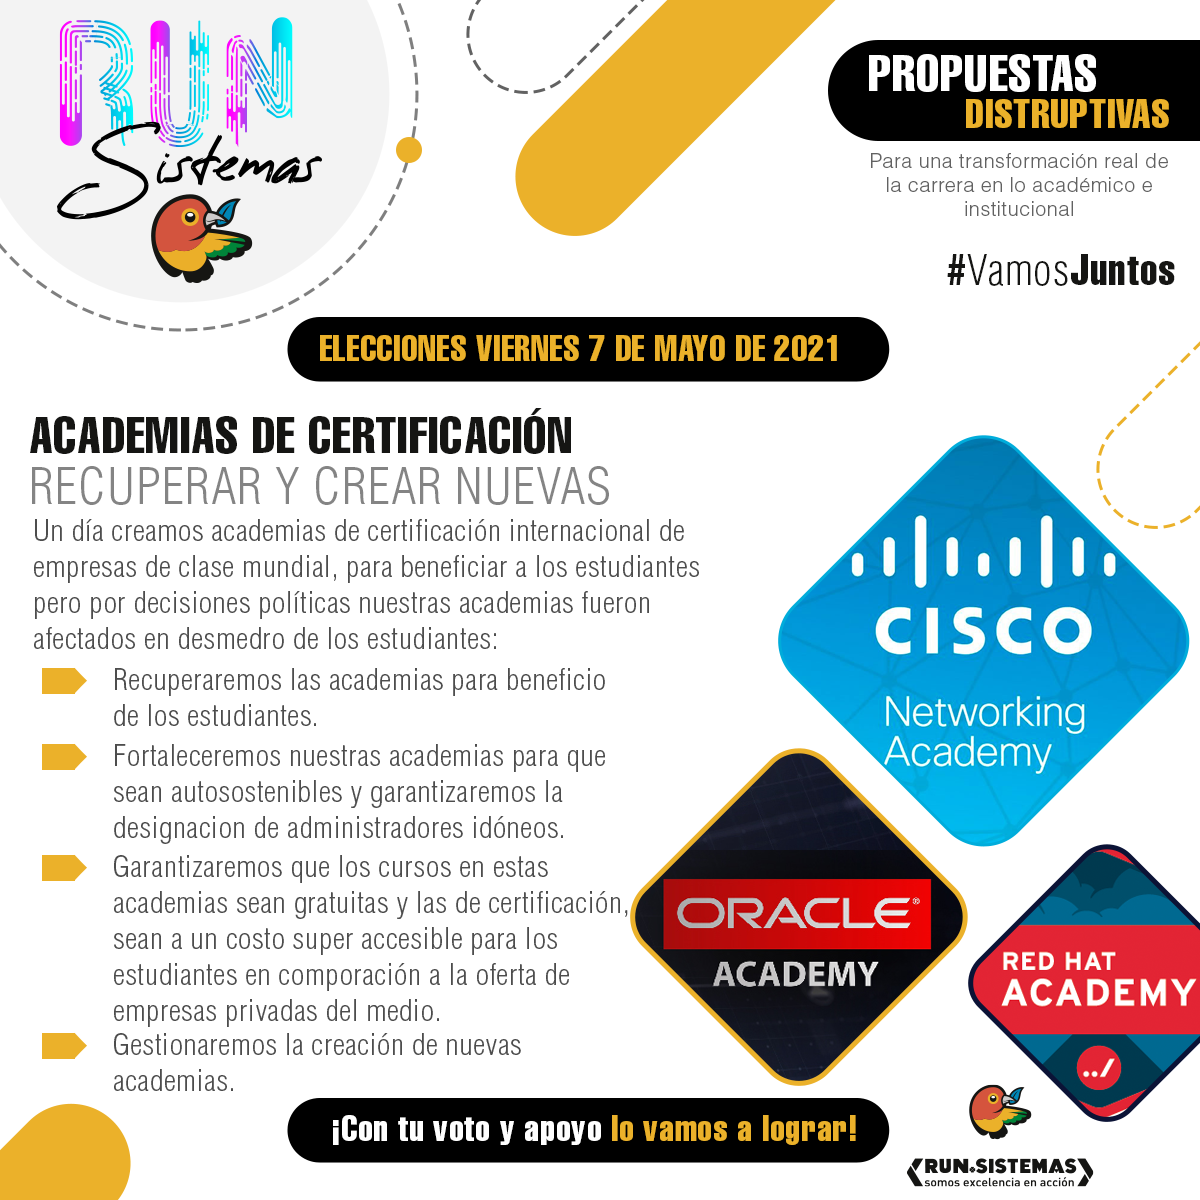 RUN
Sistemas
PROPUESTAS
DISTRUPTIVAS
Para una transformación real de
la carrera en lo académico e
institucional
#VamosJuntos
ELECCIONES VIERNES 7 DE MAYO DE 2021
ACADEMIAS DE CERTIFICACIÓN
RECUPERAR Y CREAR NUEVAS
Un día creamos academias de certificación internacional de
empresas de clase mundial, para beneficiar a los estudiantes
pero por decisiones políticas nuestras academias fueron
afectados en desmedro de los estudiantes:
Recuperaremos las academias para beneficio
de los estudiantes.
Fortaleceremos nuestras academias para que
sean autosostenibles y garantizaremos la
designacion de administradores idóneos.
Garantizaremos que los cursos en estas
academias sean gratuitas y las de certificación,
sean a un costo super accesible para los
estudiantes en comporación a la oferta de
empresas privadas del medio.
Gestionaremos la creación de nuevas
academias.
CISCO
Networking
Academy
ORACLE®
ACADEMY
RED HAT
ACADEMY
../
¡Con tu voto y apoyo lo vamos a lograr!
RUN SISTEMAS
somos excelencia en acción